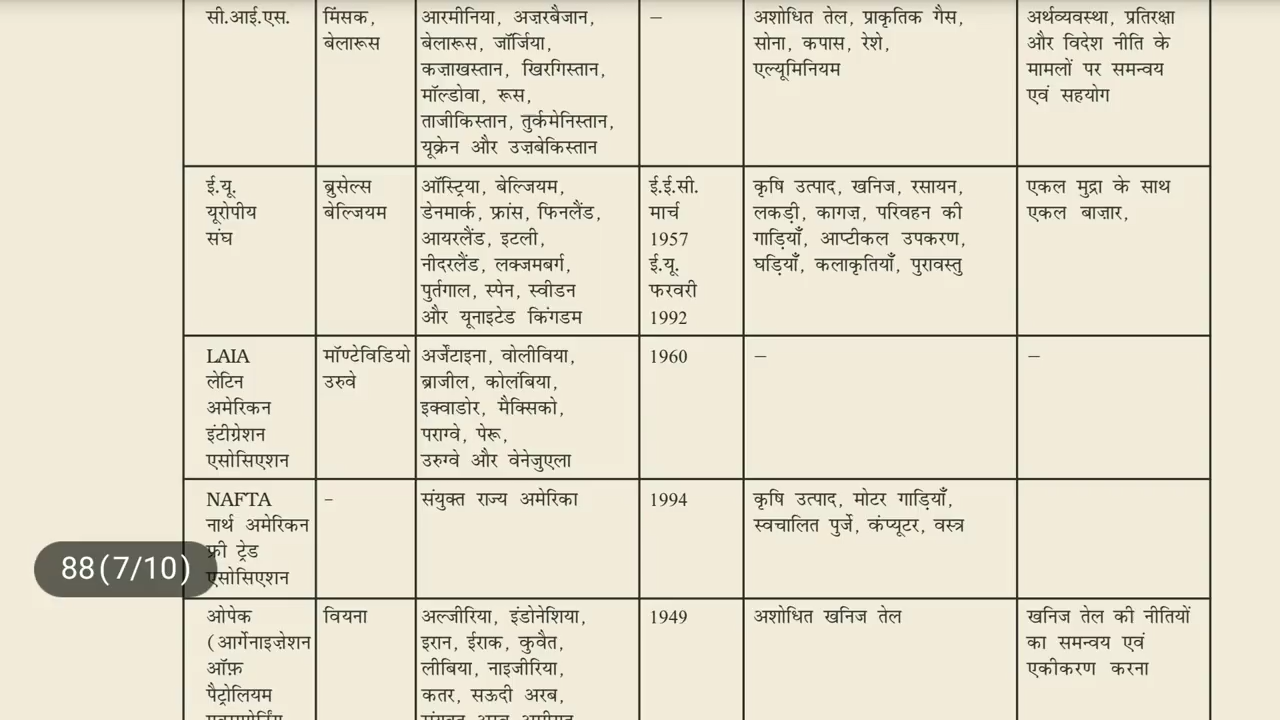 सी.आई.एस.
मिंसक,
बेलारूस
आरमीनिया, अज़रबैजान,
बेलारूस, जॉर्जिया,
कज़ाखस्तान, खिरगिस्तान,
मॉल्डोवा, रूस,
ताजीकिस्तान, तुर्कमेनिस्तान,
यूक्रेन और उज़बेकिस्तान
–
अशोधित तेल, प्राकृतिक गैस,
सोना, कपास, रेशे,
एल्यूमिनियम
अर्थव्यवस्था, प्रतिरक्षा
और विदेश नीति के
मामलों पर समन्वय
एवं सहयोग
ई.यू.
यूरोपीय
संघ
ब्रुसेल्स
बेल्जियम
ऑस्ट्रिया, बेल्जियम,
डेनमार्क, फ्रांस, फिनलैंड,
आयरलैंड, इटली,
नीदरलैंड, लक्जमबर्ग,
पुर्तगाल, स्पेन, स्वीडन
और यूनाइटेड किंगडम
ई.ई.सी.
मार्च
1957
ई.यू.
फरवरी
1992
कृषि उत्पाद, खनिज, रसायन,
लकड़ी, कागज़, परिवहन की
गाड़ियाँ, आप्टीकल उपकरण,
घड़ियाँ, कलाकृतियाँ, पुरावस्तु
एकल मुद्रा के साथ
एकल बाज़ार,
LAIA
लेटिन
अमेरिकन
इंटीग्रेशन
एसोसिएशन
मॉण्टेविडियो
उरुवे
अर्जेंटाइना, वोलीविया,
ब्राजील, कोलंबिया,
इक्वाडोर, मैक्सिको,
पराग्वे, पेरू,
उरुग्वे और वेनेजुएला
1960
–
–
NAFTA
नार्थ अमेरिकन
फ्री ट्रेड
एसोसिएशन
–
संयुक्त राज्य अमेरिका
1994
कृषि उत्पाद, मोटर गाड़ियाँ,
स्वचालित पुर्जे, कंप्यूटर, वस्त्र
88(7/10)
ओपेक
(आर्गेनाइज़ेशन
ऑफ़
पैट्रोलियम
वियना
अल्जीरिया, इंडोनेशिया,
इरान, ईराक, कुवैत,
लीबिया, नाइजीरिया,
कतर, सऊदी अरब,
1949
अशोधित खनिज तेल
खनिज तेल की नीतियों
का समन्वय एवं
एकीकरण करना